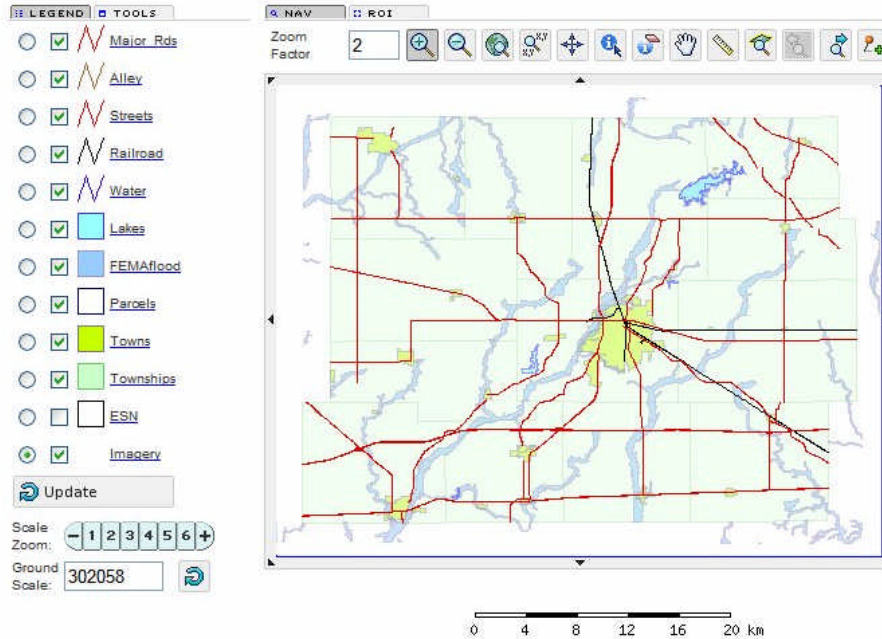 LEGEND TOOLS
NAV ROI
Major_Rds
Alley
Streets
Railroad
Water
Lakes
FEMAflood
Parcels
Towns
Townships
ESN
Imagery
Update
Scale Zoom: − 1 2 3 4 5 6 +
Ground Scale: 302058
Zoom Factor 2
X,Y X,Y
0 4 8 12 16 20 km